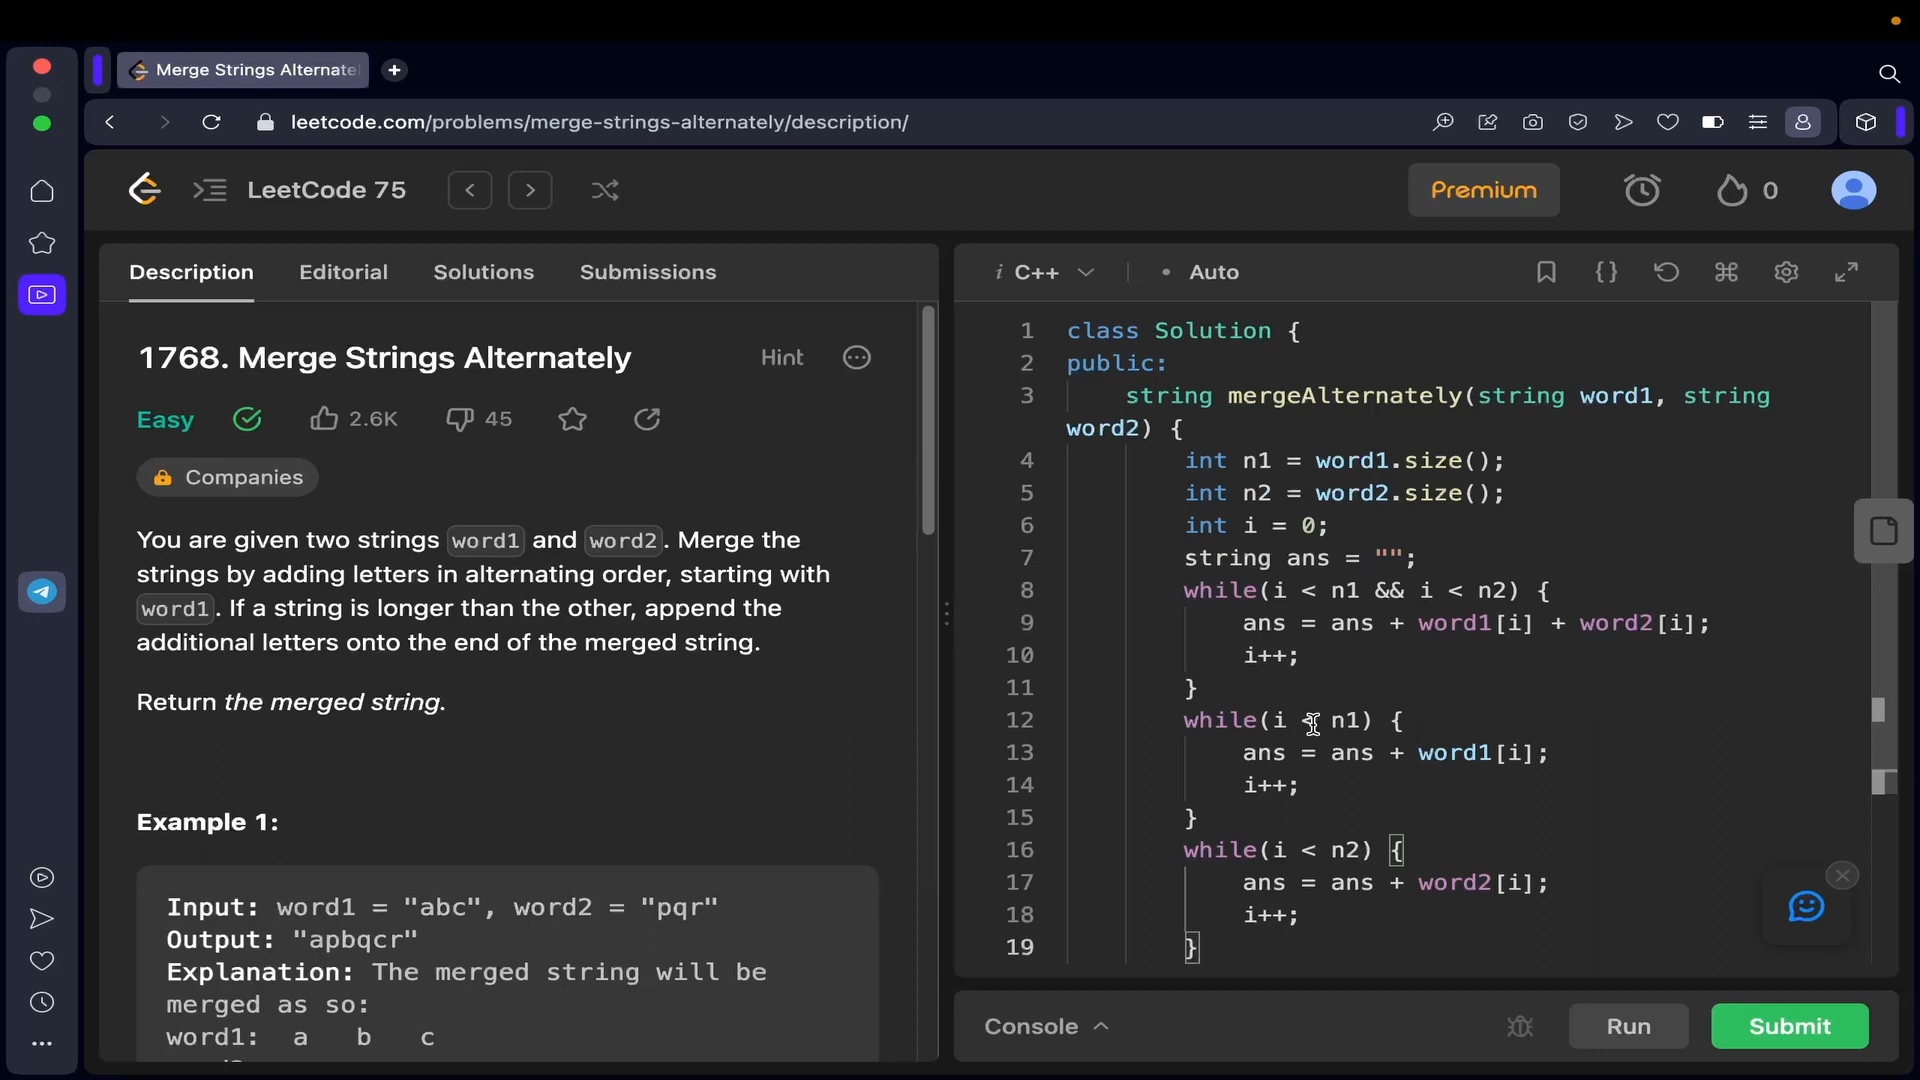 Merge Strings Alternate
leetcode.com/problems/merge-strings-alternately/description/
LeetCode 75
Premium
0
Description
Editorial
Solutions
Submissions
1768. Merge Strings Alternately
Hint
Easy
2.6K
45
Companies
You are given two strings word1 and word2. Merge the
strings by adding letters in alternating order, starting with
word1. If a string is longer than the other, append the
additional letters onto the end of the merged string.
Return the merged string.
Example 1:
Input: word1 = "abc", word2 = "pqr"
Output: "apbqcr"
Explanation: The merged string will be
merged as so:
word1: a b c
i C++
• Auto
1 class Solution {
2 public:
3 string mergeAlternately(string word1, string
word2) {
4 int n1 = word1.size();
5 int n2 = word2.size();
6 int i = 0;
7 string ans = "";
8 while(i < n1 && i < n2) {
9 ans = ans + word1[i] + word2[i];
10 i++;
11 }
12 while(i < n1) {
13 ans = ans + word1[i];
14 i++;
15 }
16 while(i < n2) {
17 ans = ans + word2[i];
18 i++;
19 }
Console
Run
Submit